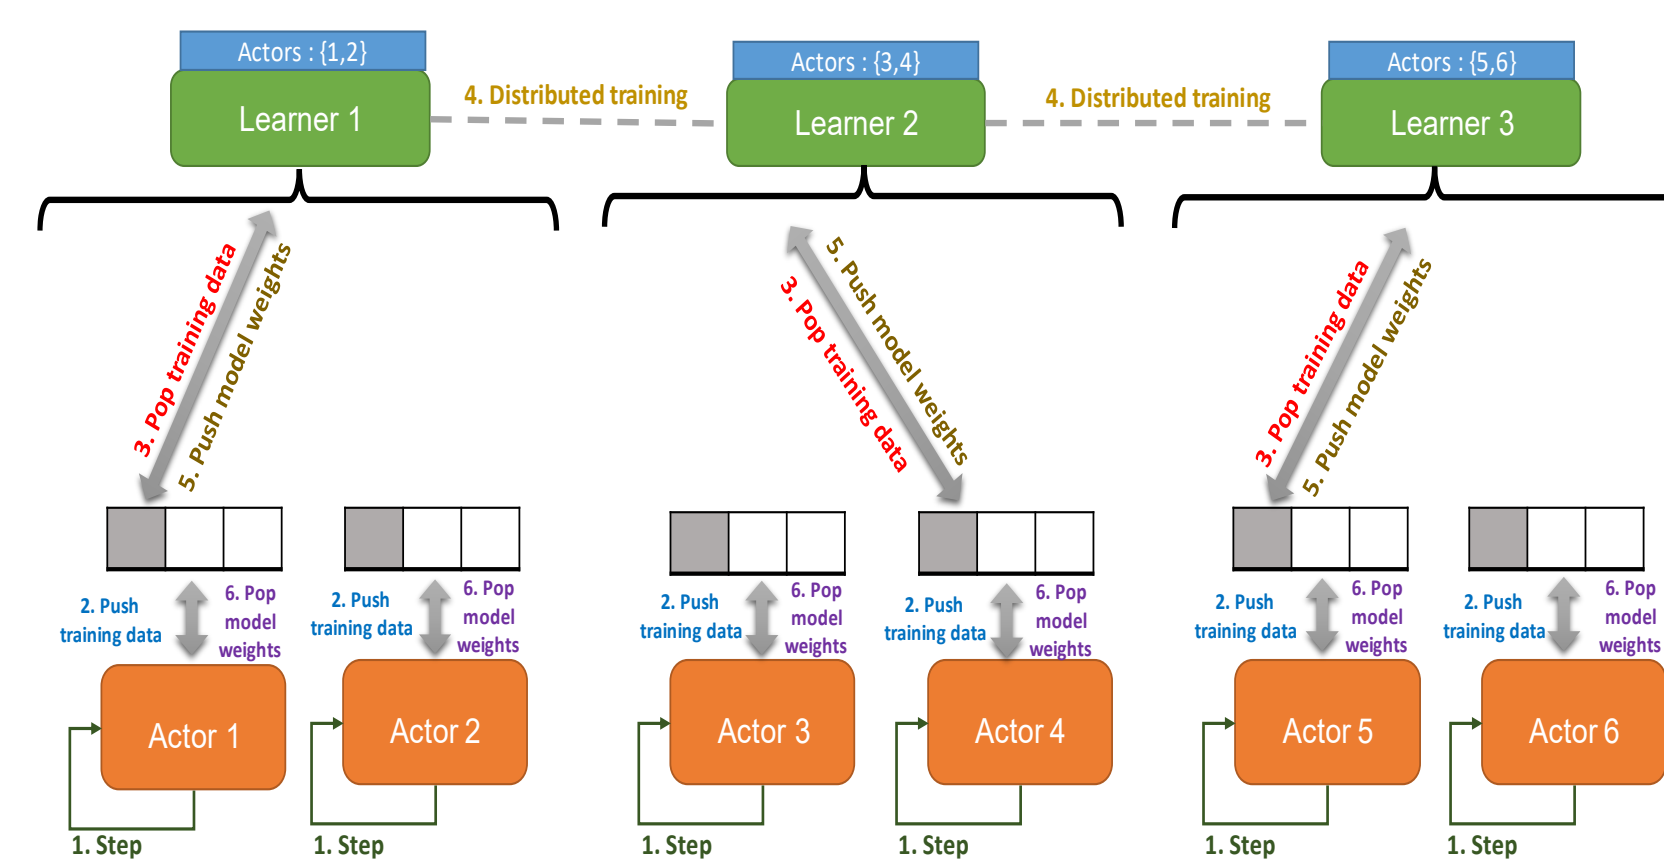 Actors : {1,2}
Actors : {3,4}
Actors : {5,6}
Learner 1
4. Distributed training
Learner 2
4. Distributed training
Learner 3
3. Pop training data
5. Push model weights
5. Push model weights
3. Pop training data
3. Pop training data
5. Push model weights
2. Push
training data
6. Pop
model
weights
2. Push
training data
6. Pop
model
weights
2. Push
training data
6. Pop
model
weights
2. Push
training data
6. Pop
model
weights
2. Push
training data
6. Pop
model
weights
2. Push
training data
6. Pop
model
weights
Actor 1
Actor 2
Actor 3
Actor 4
Actor 5
Actor 6
1. Step
1. Step
1. Step
1. Step
1. Step
1. Step